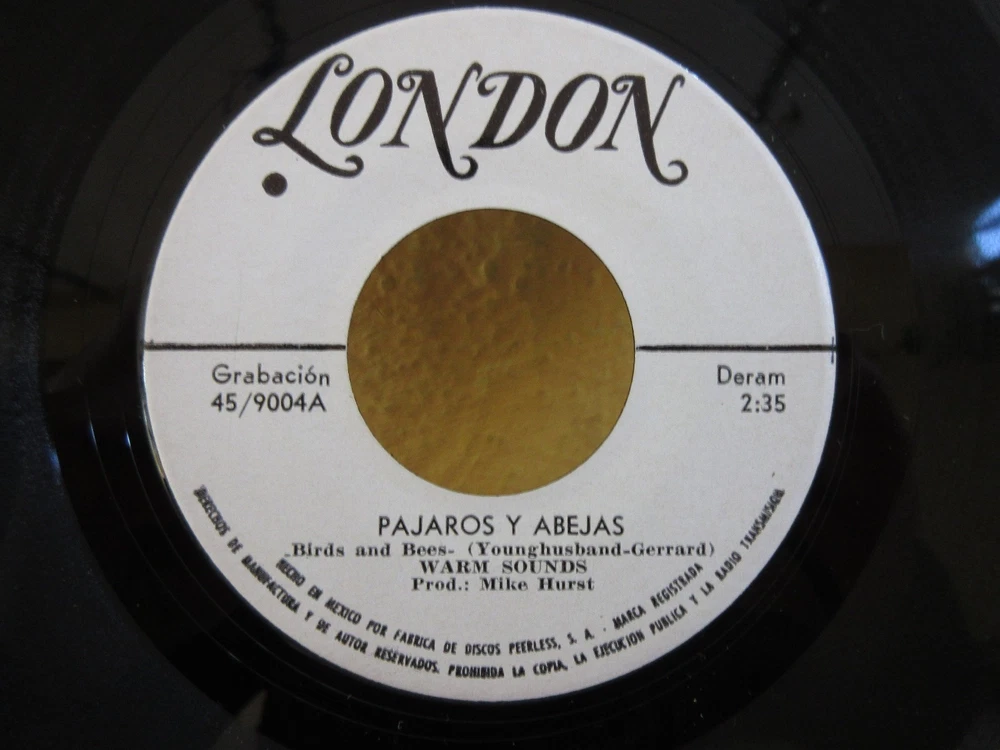 LONDON
Grabación
45/9004A
Deram
2:35
PAJAROS Y ABEJAS
-Birds and Bees- (Younghusband-Gerrard)
WARM SOUNDS
Prod.: Mike Hurst
HECHO EN MEXICO POR FABRICA DE DISCOS PEERLESS, S. A. - MARCA REGISTRADA
DERECHOS DE MANUFACTURA Y DE AUTOR RESERVADOS. PROHIBIDA LA COPIA, LA EJECUCION PUBLICA Y LA RADIO TRANSMISION